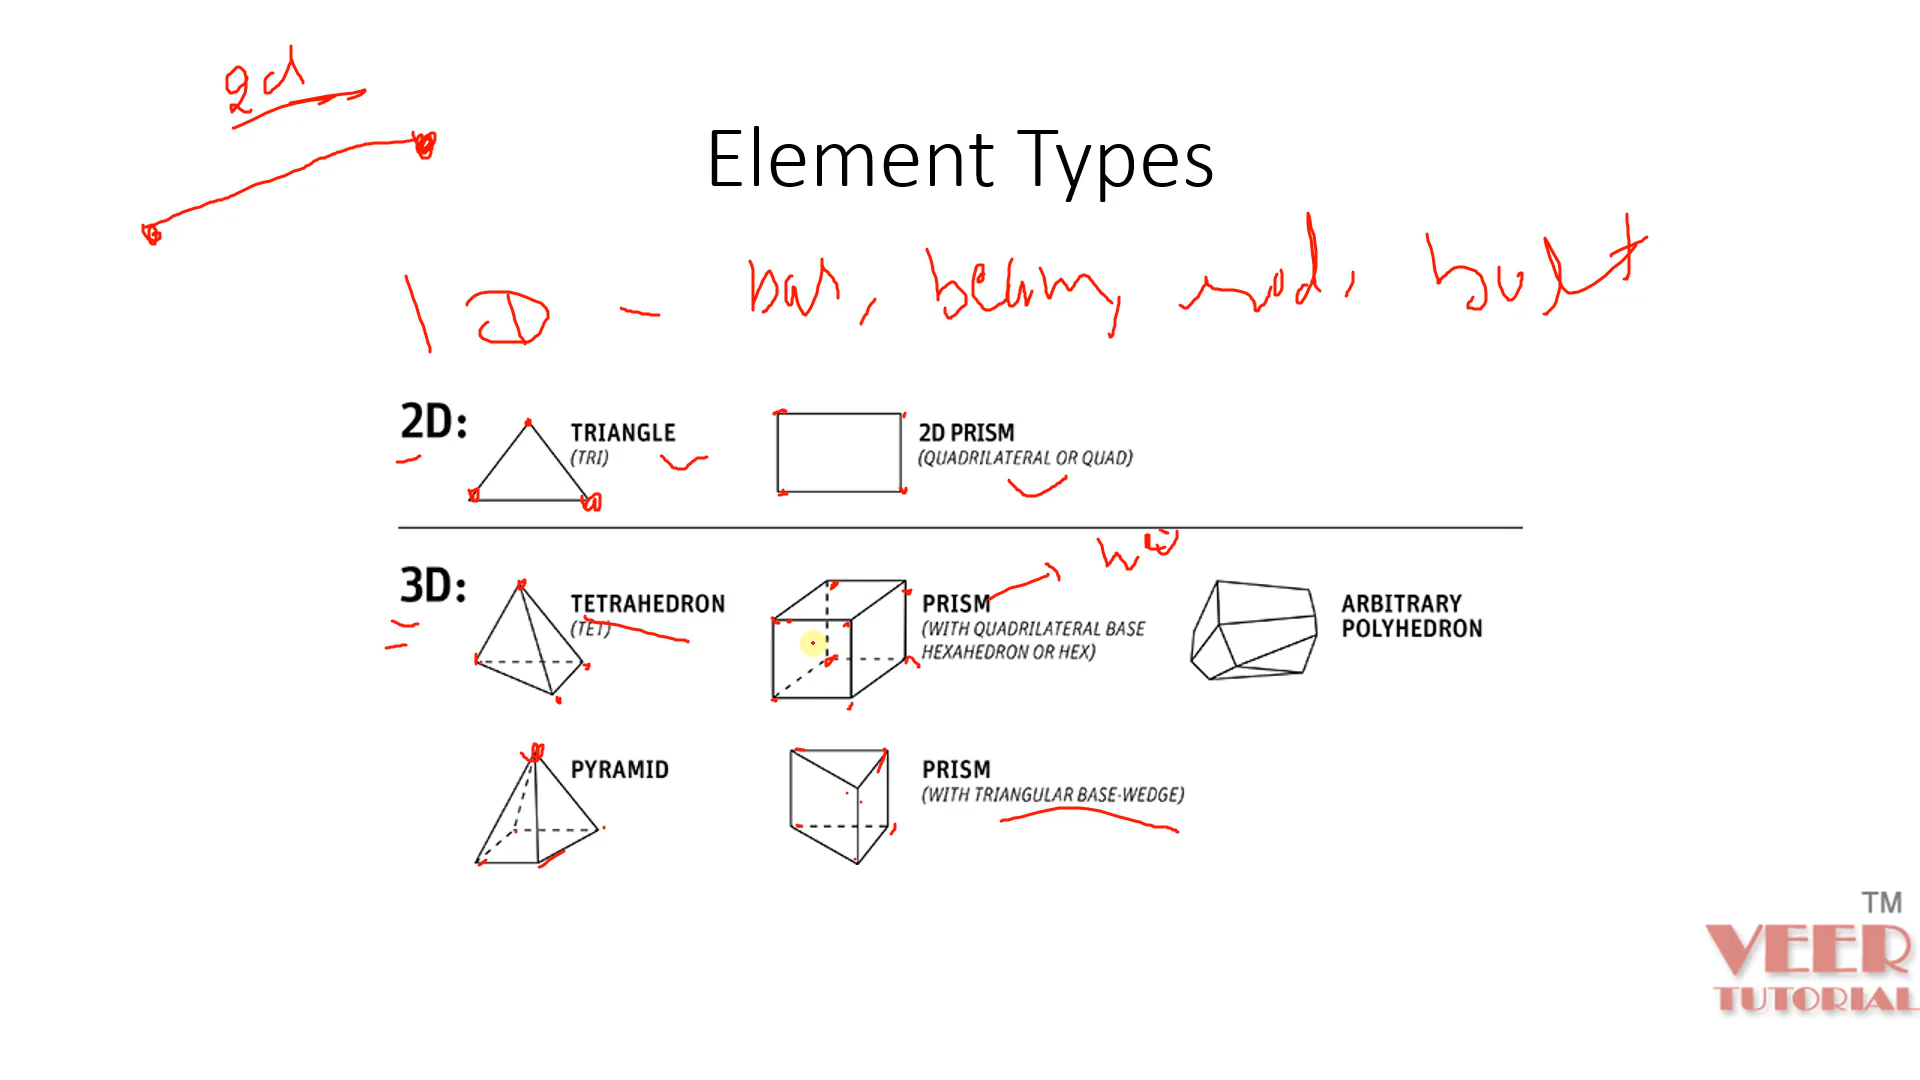 2d
Element Types
1D - bar, beam, rod, bolt
2D:
TRIANGLE
(TRI)
2D PRISM
(QUADRILATERAL OR QUAD)
3D:
TETRAHEDRON
(TET)
PRISM
(WITH QUADRILATERAL BASE
HEXAHEDRON OR HEX)
ARBITRARY
POLYHEDRON
PYRAMID
PRISM
(WITH TRIANGULAR BASE-WEDGE)
TM
VEER
TUTORIAL